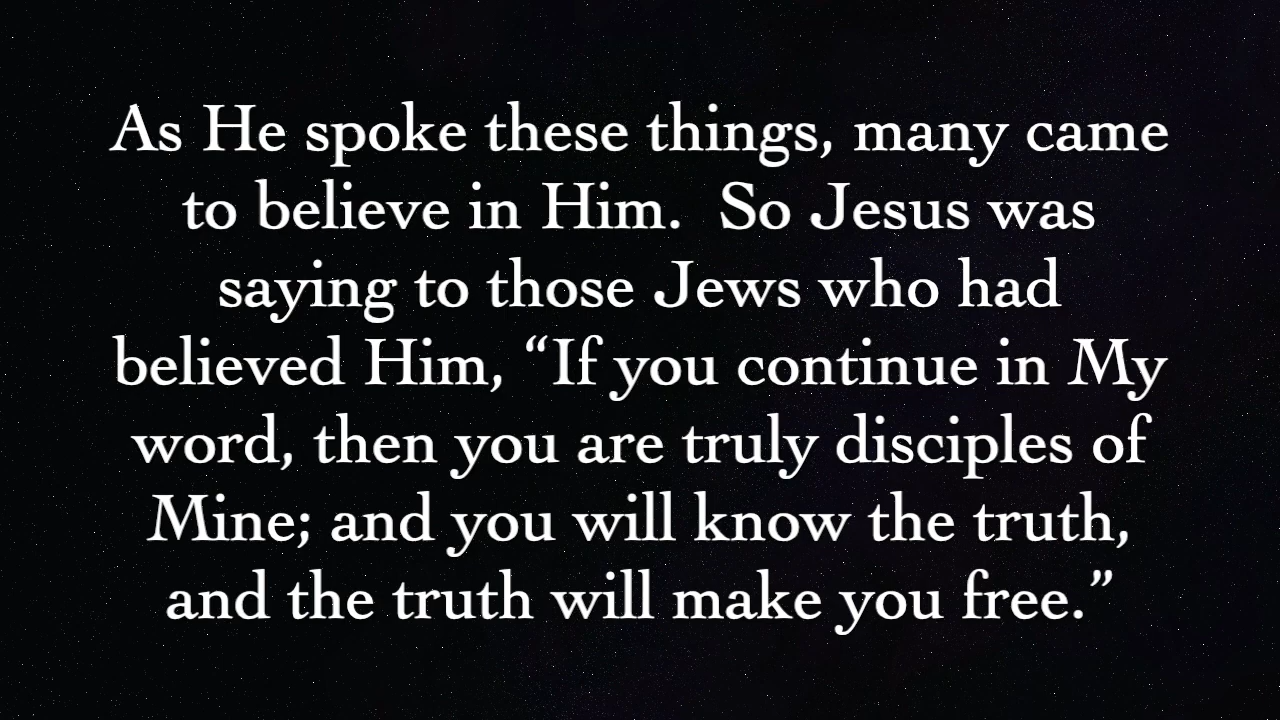 As He spoke these things, many came
to believe in Him.  So Jesus was
saying to those Jews who had
believed Him, “If you continue in My
word, then you are truly disciples of
Mine; and you will know the truth,
and the truth will make you free.”